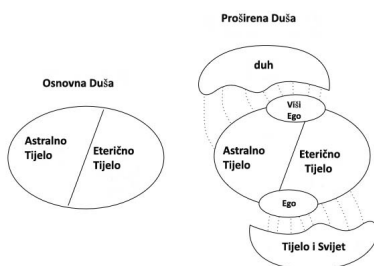 Proširena Duša
duh
Osnovna Duša
Viši
Ego
Astralno
Tijelo
Eterično
Tijelo
Astralno
Tijelo
Eterično
Tijelo
Ego
Tijelo i Svijet